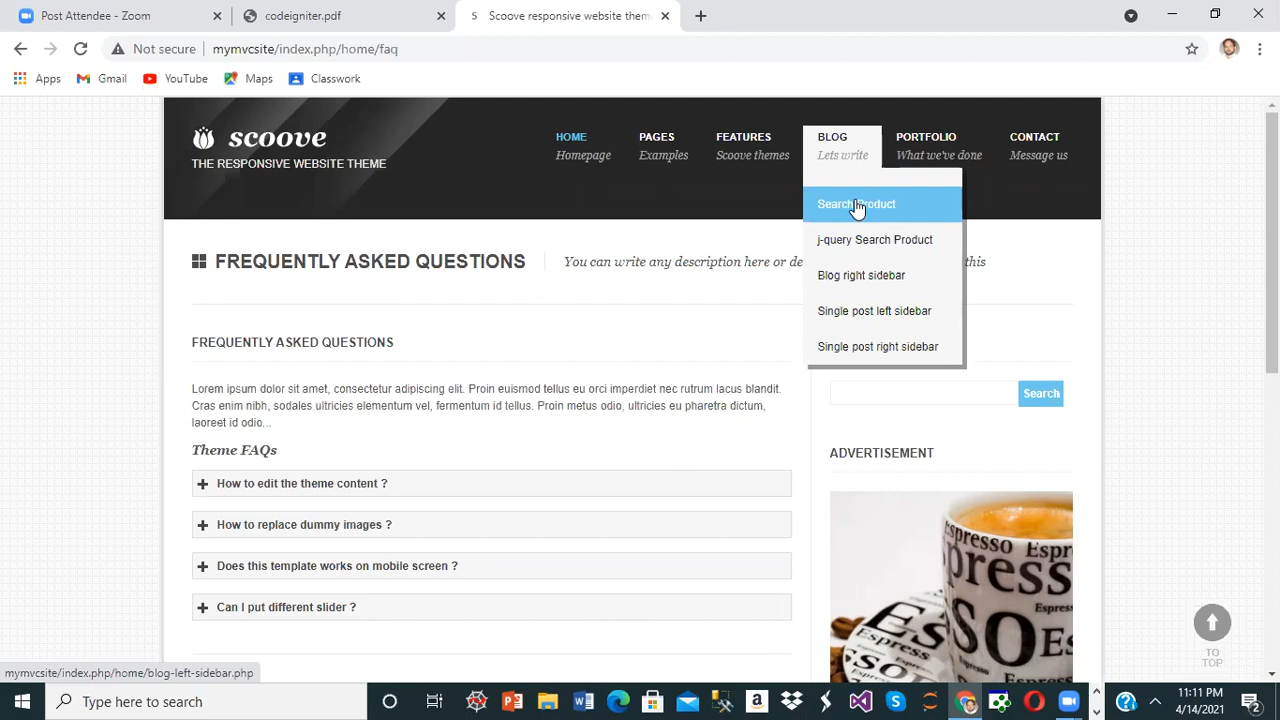 Post Attendee - Zoom
codeigniter.pdf
Scoove responsive website them
Not secure
mymvcsite/index.php/home/faq
Apps
Gmail
YouTube
Maps
Classwork
scoove
THE RESPONSIVE WEBSITE THEME
HOME
PAGES
FEATURES
BLOG
PORTFOLIO
CONTACT
Homepage
Examples
Scoove themes
Lets write
What we've done
Message us
Search Product
j-query Search Product
Blog right sidebar
Single post left sidebar
Single post right sidebar
FREQUENTLY ASKED QUESTIONS
You can write any description here or de
this
FREQUENTLY ASKED QUESTIONS
Lorem ipsum dolor sit amet, consectetur adipiscing elit. Proin euismod tellus eu orci imperdiet nec rutrum lacus blandit.
Cras enim nibh, sodales ultricies elementum vel, fermentum id tellus. Proin metus odio, ultricies eu pharetra dictum,
laoreet id odio...
Theme FAQs
How to edit the theme content ?
How to replace dummy images ?
Does this template works on mobile screen ?
Can I put different slider ?
Search
ADVERTISEMENT
Espresso
TO
TOP
mymvcsite/index.php/home/blog-left-sidebar.php
Type here to search
11:11 PM
4/14/2021
2